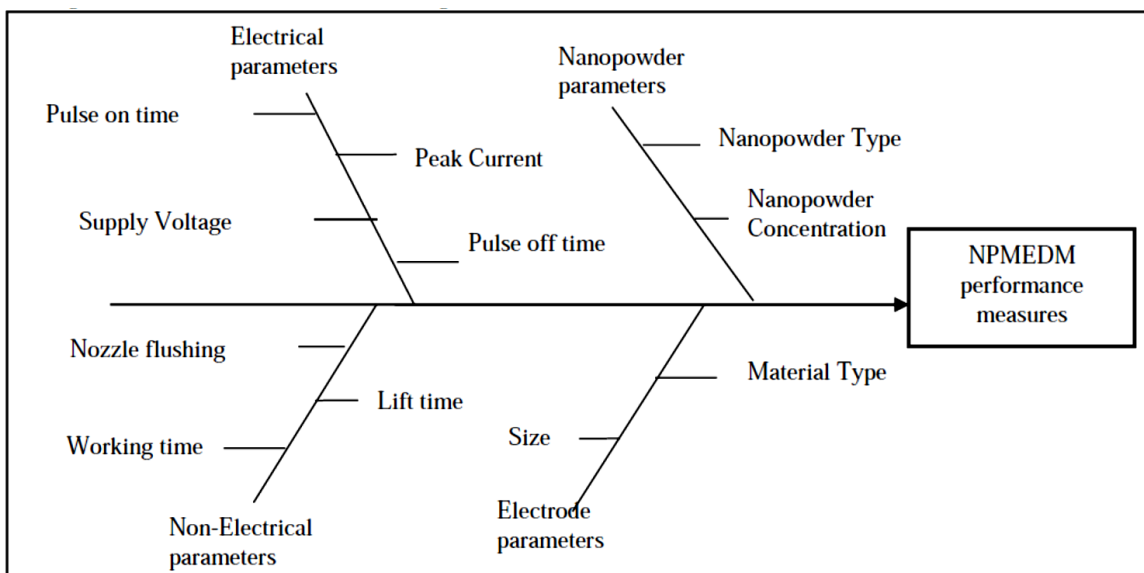 Electrical
parameters
Pulse on time
Peak Current
Supply Voltage
Pulse off time
Nanopowder
parameters
Nanopowder Type
Nanopowder
Concentration
NPMEDM
performance
measures
Nozzle flushing
Lift time
Working time
Non-Electrical
parameters
Material Type
Size
Electrode
parameters